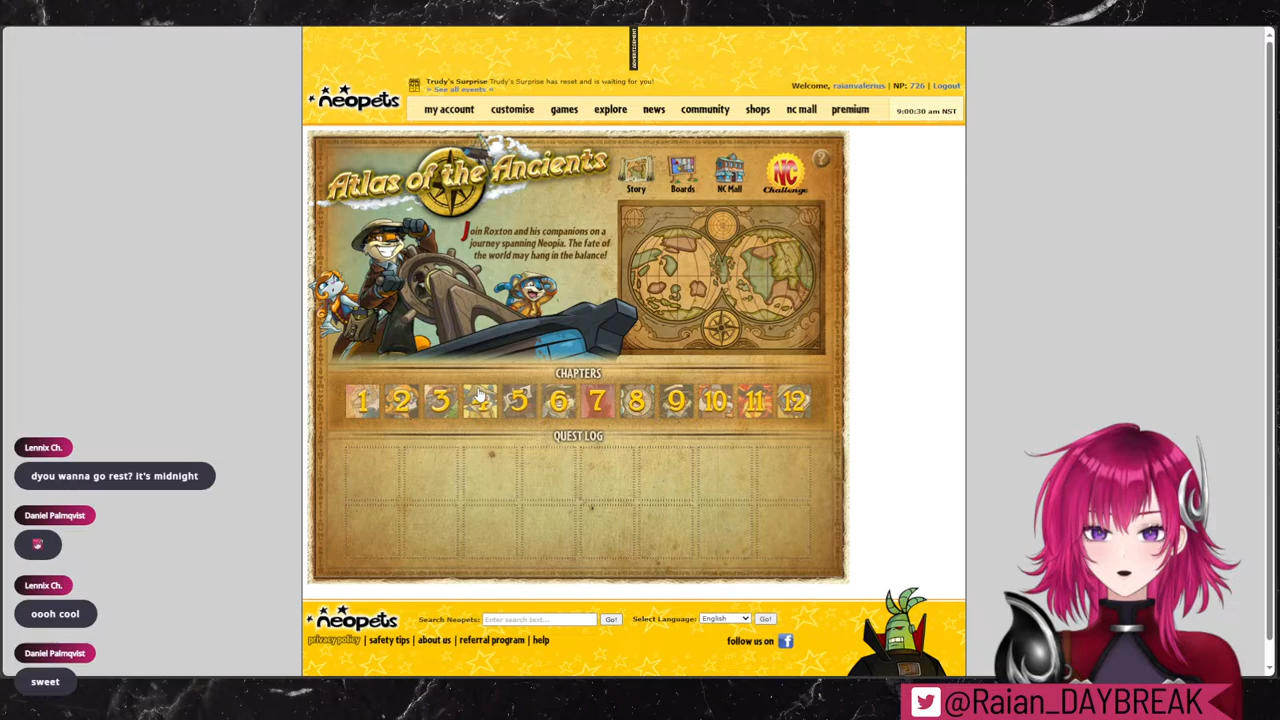 ADVERTISEMENT
Trudy's Surprise Trudy's Surprise has reset and is waiting for you!
» See all events «
neopets
Welcome, raianvalerius | NP: 726 | Logout
my account customise games explore news community shops nc mall premium
9:00:30 am NST
Atlas of the Ancients
Story Boards NC Mall NC Challenge ?
Join Roxton and his companions on a
journey spanning Neopia. The fate of
the world may hang in the balance!
CHAPTERS
1 2 3 4 5 6 7 8 9 10 11 12
QUEST LOG
Lennix Ch.
dyou wanna go rest? it's midnight
Daniel Palmqvist
Lennix Ch.
oooh cool
Daniel Palmqvist
sweet
neopets
Search Neopets: Enter search text... Go! Select Language: English Go!
privacy policy | safety tips | about us | referral program | help
follow us on f
@Raian_DAYBREAK